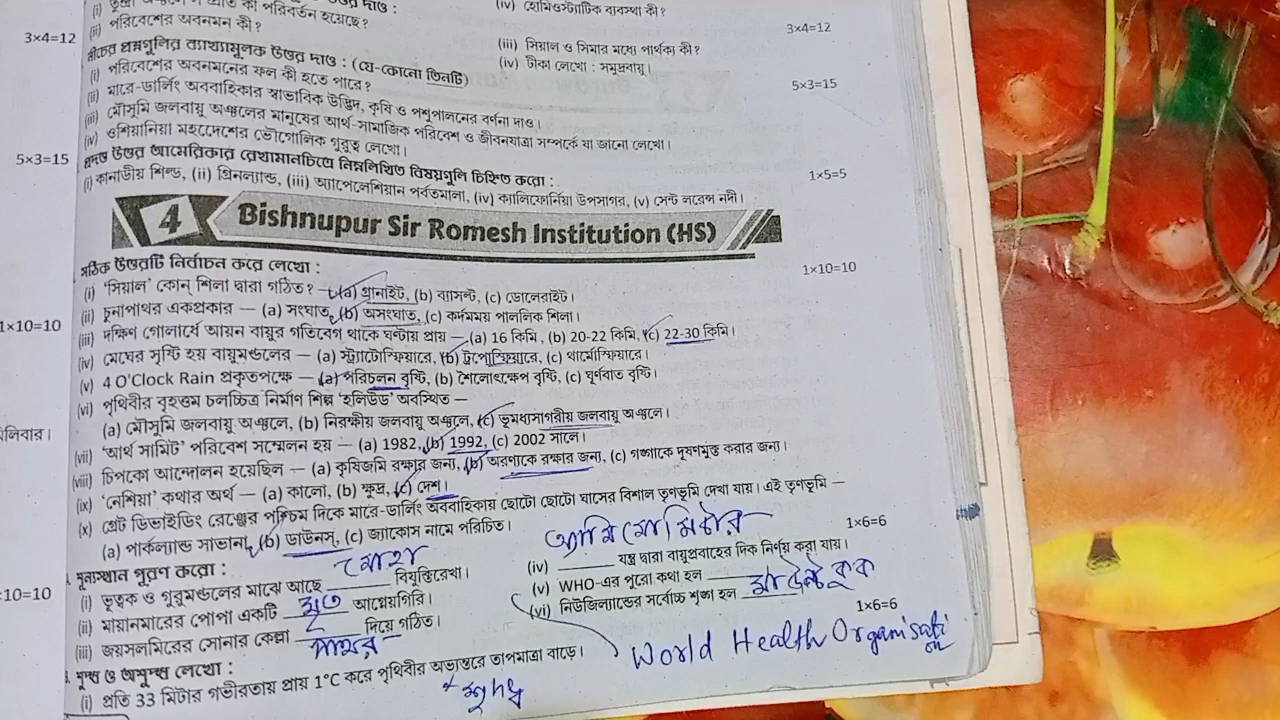 (iv) হোমিওস্ট্যাটিক ব্যবস্থা কী?
(ii) পরিবেশের অবনমন কী?
3×4=12
3×4=12
(iii) সিয়াল ও সিমার মধ্যে পার্থক্য কী?
(iv) টীকা লেখো : সমুদ্রবায়ু।
নীচের প্রশ্নগুলির ব্যাখ্যামূলক উত্তর দাও : (যে-কোনো তিনটি)
5×3=15
(i) পরিবেশের অবনমনের ফল কী হতে পারে?
(ii) মারে-ডার্লিং অববাহিকার স্বাভাবিক উদ্ভিদ, কৃষি ও পশুপালনের বর্ণনা দাও।
(iii) মৌসুমি জলবায়ু অঞ্চলের মানুষের আর্থ-সামাজিক পরিবেশ ও জীবনযাত্রা সম্পর্কে যা জানো লেখো।
(iv) ওশিয়ানিয়া মহাদেশের ভৌগোলিক গুরুত্ব লেখো।
5×3=15
প্রদত্ত উত্তর আমেরিকার রেখামানচিত্রে নিম্নলিখিত বিষয়গুলি চিহ্নিত করো :
1×5=5
(i) কানাডীয় শিল্ড, (ii) গ্রিনল্যান্ড, (iii) অ্যাপেলেশিয়ান পর্বতমালা, (iv) ক্যালিফোর্নিয়া উপসাগর, (v) সেন্ট লরেন্স নদী।
4 Bishnupur Sir Romesh Institution (HS)
সঠিক উত্তরটি নির্বাচন করে লেখো :
1×10=10
(i) ‘সিয়াল’ কোন্ শিলা দ্বারা গঠিত? — (a) গ্রানাইট, (b) ব্যাসল্ট, (c) ডোলেরাইট।
(ii) চুনাপাথর একপ্রকার — (a) সংঘাত, (b) অসংঘাত, (c) কর্দমময় পাললিক শিলা।
1×10=10
(iii) দক্ষিণ গোলার্ধে আয়ন বায়ুর গতিবেগ থাকে ঘন্টায় প্রায় — (a) 16 কিমি, (b) 20-22 কিমি, (c) 22-30 কিমি।
(iv) মেঘের সৃষ্টি হয় বায়ুমণ্ডলের — (a) স্ট্র্যাটোস্ফিয়ারে, (b) ট্রপোস্ফিয়ারে, (c) থার্মোস্ফিয়ারে।
(v) 4 O'Clock Rain প্রকৃতপক্ষে — (a) পরিচলন বৃষ্টি, (b) শৈলোৎক্ষেপ বৃষ্টি, (c) ঘূর্ণবাত বৃষ্টি।
(vi) পৃথিবীর বৃহত্তম চলচ্চিত্র নির্মাণ শিল্প ‘হলিউড’ অবস্থিত —
(a) মৌসুমি জলবায়ু অঞ্চলে, (b) নিরক্ষীয় জলবায়ু অঞ্চলে, (c) ভূমধ্যসাগরীয় জলবায়ু অঞ্চলে।
(vii) ‘আর্থ সামিট’ পরিবেশ সম্মেলন হয় — (a) 1982, (b) 1992, (c) 2002 সালে।
(viii) চিপকো আন্দোলন হয়েছিল — (a) কৃষিজমি রক্ষার জন্য, (b) অরণ্যকে রক্ষার জন্য, (c) গঙ্গাকে দূষণমুক্ত করার জন্য।
(ix) ‘নেশিয়া’ কথার অর্থ — (a) কালো, (b) ক্ষুদ্র, (c) দেশ।
(x) গ্রেট ডিভাইডিং রেঞ্জের পশ্চিম দিকে মারে-ডার্লিং অববাহিকায় ছোটো ছোটো ঘাসের বিশাল তৃণভূমি দেখা যায়। এই তৃণভূমি —
(a) পার্কল্যান্ড সাভানা, (b) ডাউনস্, (c) জ্যাকোস নামে পরিচিত।
শূন্যস্থান পূরণ করো :
1×6=6
10=10
মোহা
(i) ভূত্বক ও গুরুমণ্ডলের মাঝে আছে ______ বিযুক্তিরেখা।
(ii) মায়ানমারের পোপা একটি মৃত আগ্নেয়গিরি।
(iii) জয়সলমিরের সোনার কেল্লা ______ দিয়ে গঠিত।
পাথর
(iv) ______ যন্ত্র দ্বারা বায়ুপ্রবাহের দিক নির্ণয় করা যায়।
(v) WHO-এর পুরো কথা হল ______
(vi) নিউজিল্যান্ডের সর্বোচ্চ শৃঙ্গ হল মাউন্ট কুক
World Health Organisation
শুদ্ধ ও অশুদ্ধ লেখো :
1×6=6
(i) প্রতি 33 মিটার গভীরতায় প্রায় 1°C করে পৃথিবীর অভ্যন্তরে তাপমাত্রা বাড়ে।
শুদ্ধ